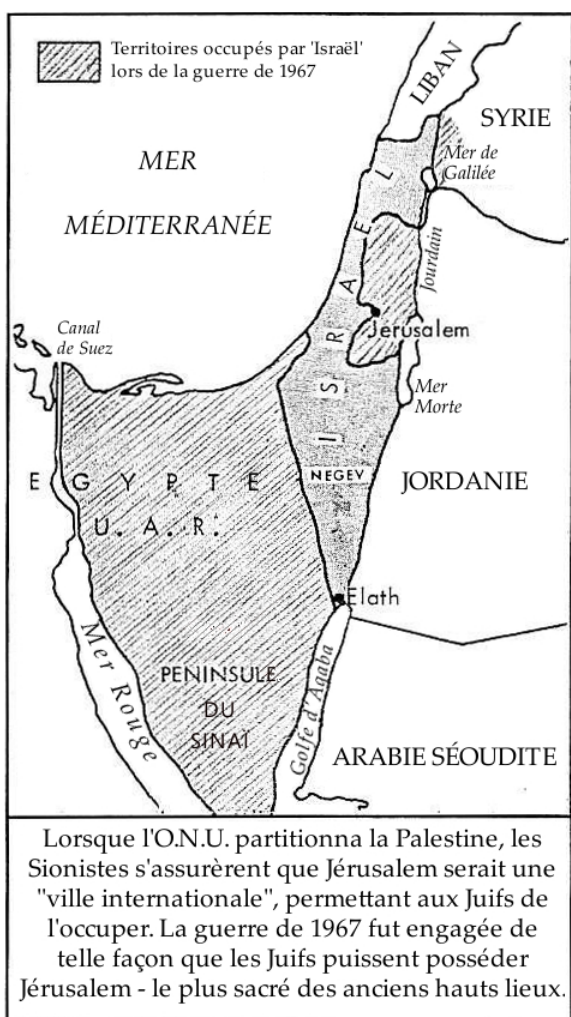 Territoires occupés par 'Israël'
lors de la guerre de 1967
LIBAN
SYRIE
MER
MÉDITERRANÉE
Mer de
Galilée
ISRAEL
Jourdain
Canal
de Suez
Jérusalem
Mer
Morte
NEGEV
JORDANIE
EGYPTE
U. A. R.
Elath
Mer Rouge
PENINSULE
DU
SINAÏ
Golfe d'Aqaba
ARABIE SÉOUDITE
Lorsque l'O.N.U. partitionna la Palestine, les
Sionistes s'assurèrent que Jérusalem serait une
"ville internationale", permettant aux Juifs de
l'occuper. La guerre de 1967 fut engagée de
telle façon que les Juifs puissent posséder
Jérusalem - le plus sacré des anciens hauts lieux.